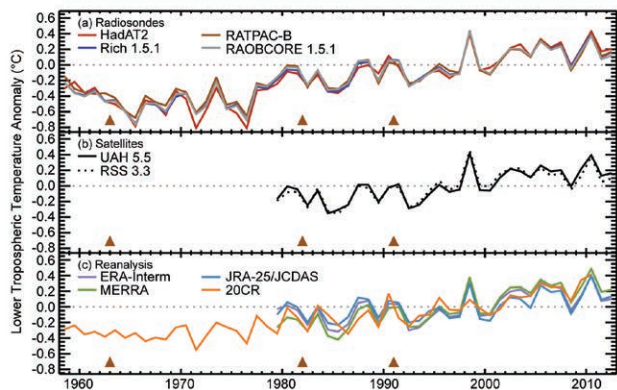 Lower Tropospheric Temperature Anomaly (°C)
0.6
0.4
0.2
0.0
-0.2
-0.4
-0.6
-0.8
(a) Radiosondes
HadAT2 RATPAC-B
Rich 1.5.1 RAOBCORE 1.5.1
0.4
0.2
0.0
-0.2
-0.4
-0.6
-0.8
(b) Satellites
UAH 5.5
RSS 3.3
0.6
0.4
0.2
0.0
-0.2
-0.4
-0.6
-0.8
(c) Reanalysis
ERA-Interm JRA-25/JCDAS
MERRA 20CR
1960 1970 1980 1990 2000 2010